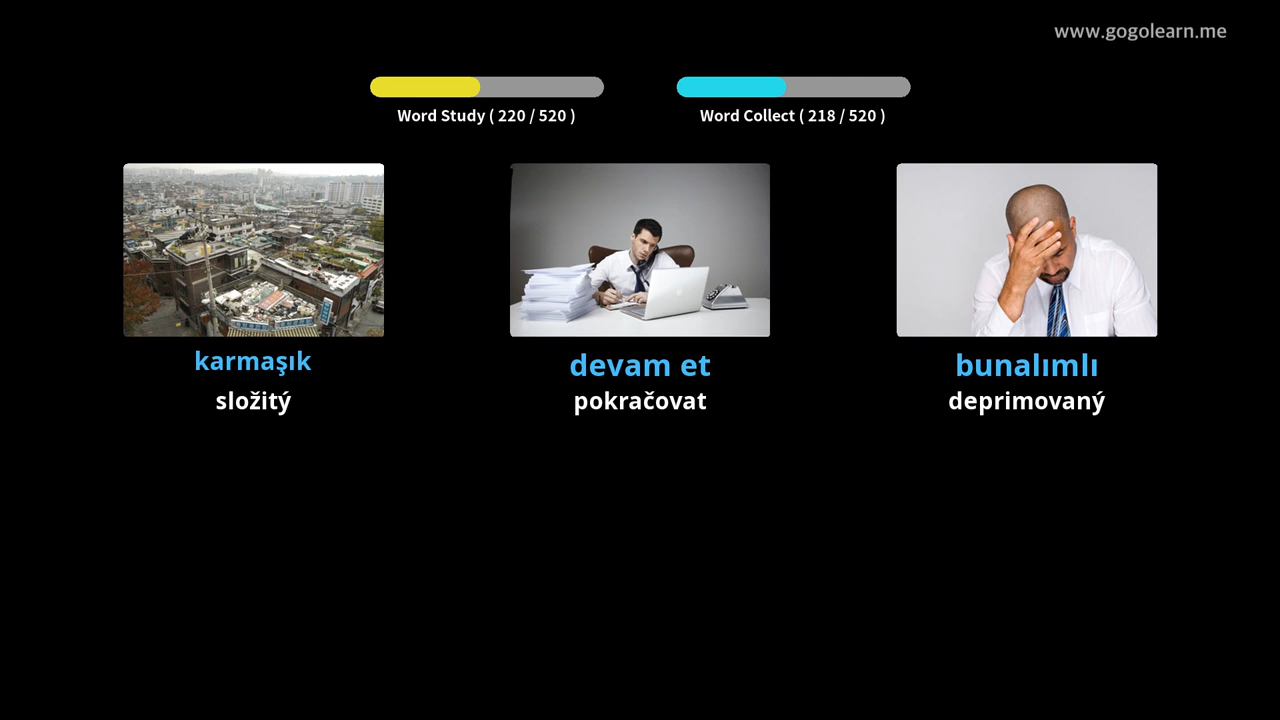 www.gogolearn.me
Word Study ( 220 / 520 )
Word Collect ( 218 / 520 )
karmaşık
devam et
bunalımlı
složitý
pokračovat
deprimovaný